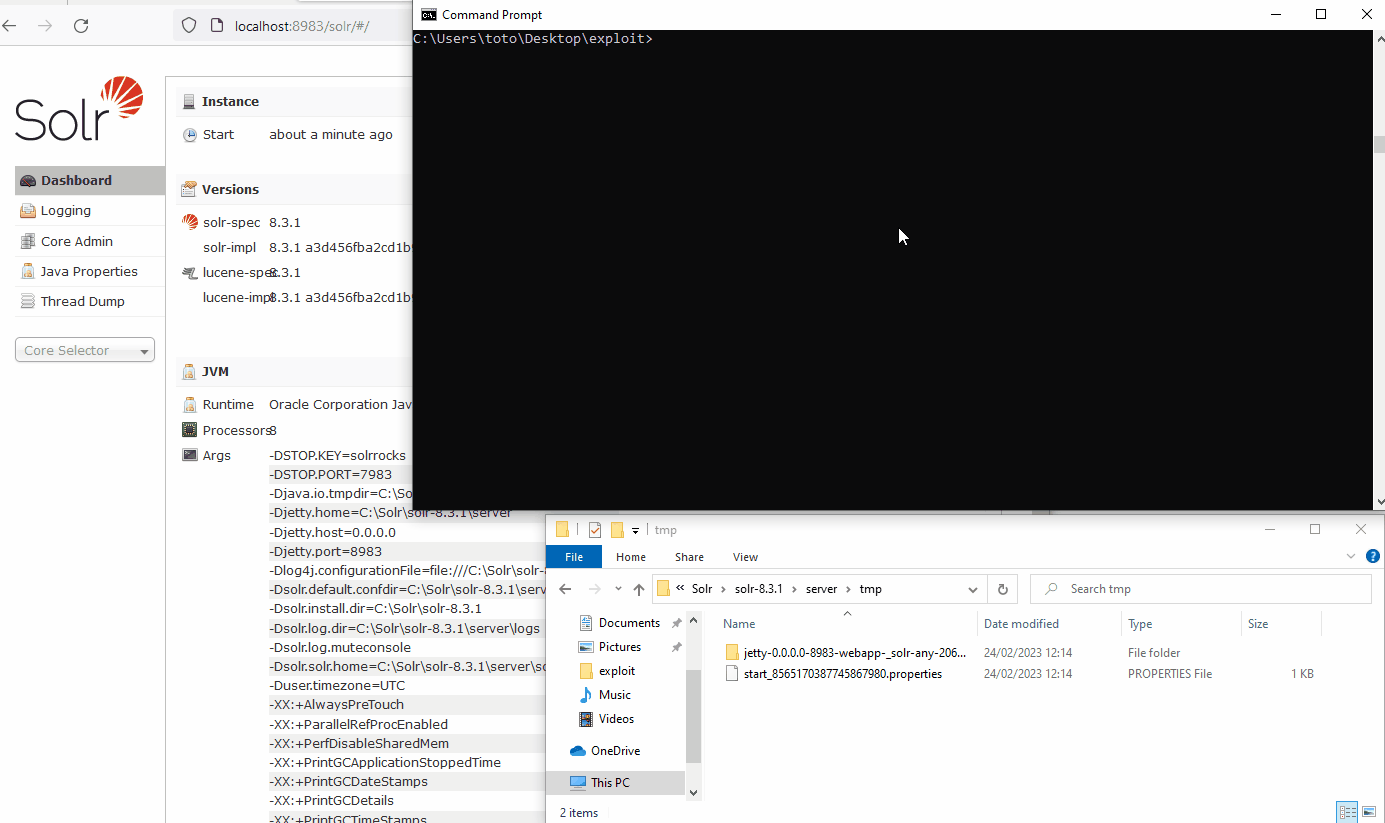 localhost:8983/solr/#/
Solr
Dashboard
Logging
Core Admin
Java Properties
Thread Dump
Core Selector
Instance
Start about a minute ago
Versions
solr-spec 8.3.1
solr-impl 8.3.1 a3d456fba2cd1b
lucene-spec 8.3.1
lucene-impl 8.3.1 a3d456fba2cd1b
JVM
Runtime Oracle Corporation Jav
Processors 8
Args -DSTOP.KEY=solrrocks
-DSTOP.PORT=7983
-Djava.io.tmpdir=C:\So
-Djetty.home=C:\Solr\solr-8.3.1\server
-Djetty.host=0.0.0.0
-Djetty.port=8983
-Dlog4j.configurationFile=file:///C:\Solr\solr-
-Dsolr.default.confdir=C:\Solr\solr-8.3.1\serv
-Dsolr.install.dir=C:\Solr\solr-8.3.1
-Dsolr.log.dir=C:\Solr\solr-8.3.1\server\logs
-Dsolr.log.muteconsole
-Dsolr.solr.home=C:\Solr\solr-8.3.1\server\so
-Duser.timezone=UTC
-XX:+AlwaysPreTouch
-XX:+ParallelRefProcEnabled
-XX:+PerfDisableSharedMem
-XX:+PrintGCApplicationStoppedTime
-XX:+PrintGCDateStamps
-XX:+PrintGCDetails
-XX:+PrintGCTimeStamps
Command Prompt
C:\Users\toto\Desktop\exploit>
tmp
File Home Share View
« Solr › solr-8.3.1 › server › tmp
Search tmp
Documents
Pictures
exploit
Music
Videos
OneDrive
This PC
Name Date modified Type Size
jetty-0.0.0.0-8983-webapp-_solr-any-206... 24/02/2023 12:14 File folder
start_8565170387745867980.properties 24/02/2023 12:14 PROPERTIES File 1 KB
2 items